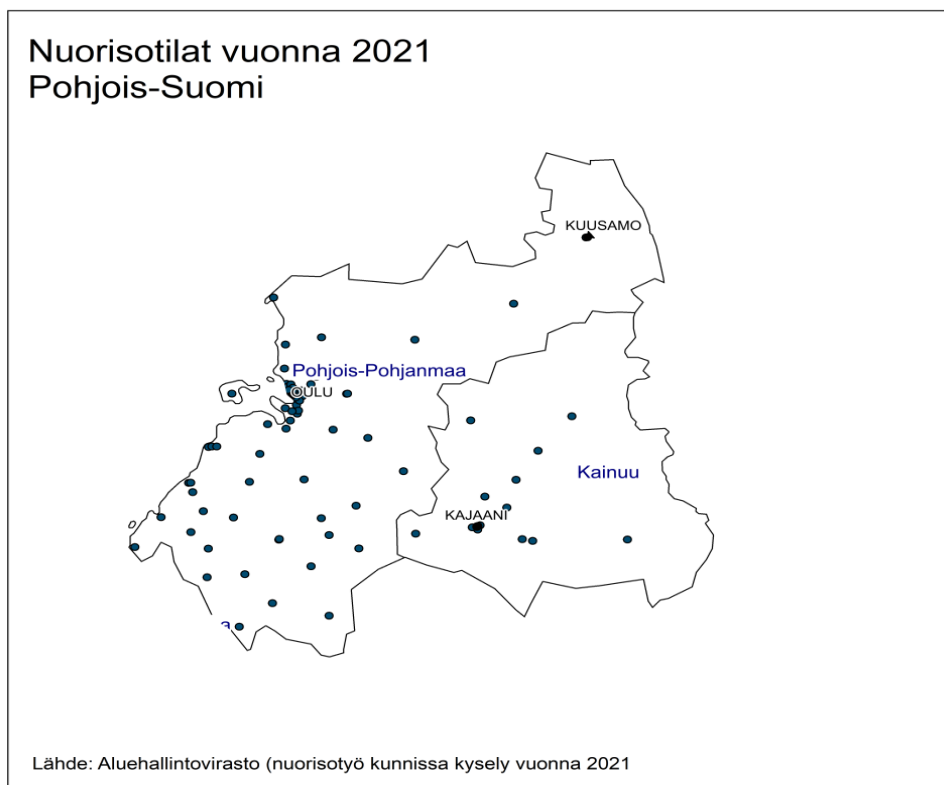 Nuorisotilat vuonna 2021
Pohjois-Suomi
KUUSAMO
Pohjois-Pohjanmaa
OULU
Kainuu
KAJAANI
a
Lähde: Aluehallintovirasto (nuorisotyö kunnissa kysely vuonna 2021